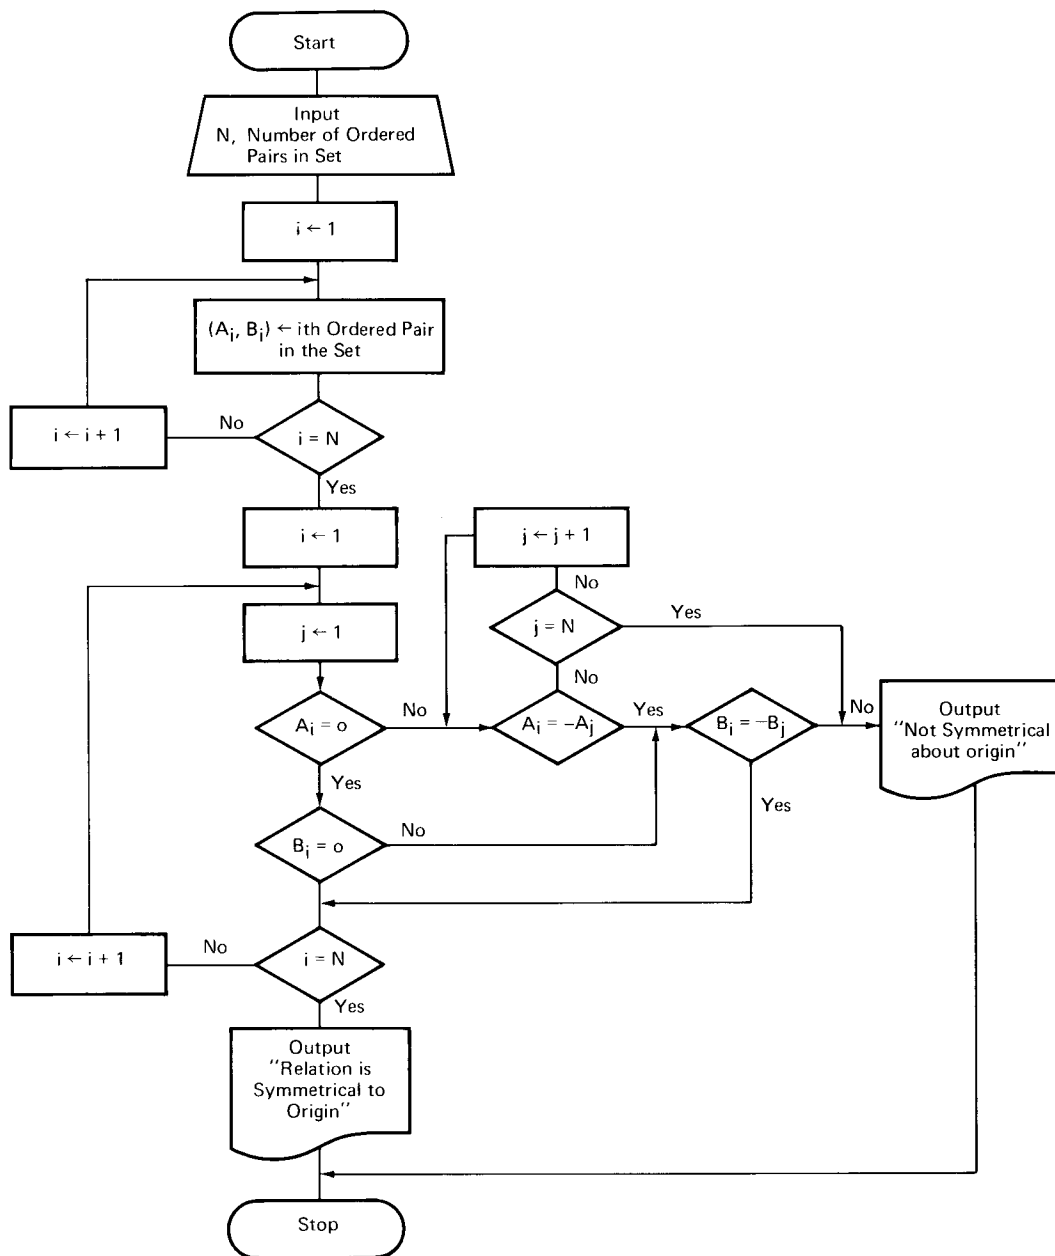 Start
Input
N, Number of Ordered
Pairs in Set
i ← 1
(Ai, Bi) ← ith Ordered Pair
in the Set
i ← i + 1
No
i = N
Yes
i ← 1
j ← j + 1
No
j ← 1
j = N
Yes
No
Ai = o
No
Ai = −Aj
Yes
Bi = −Bj
No
Output
"Not Symmetrical
about origin"
Yes
Yes
Bi = o
No
i ← i + 1
No
i = N
Yes
Output
"Relation is
Symmetrical to
Origin"
Stop